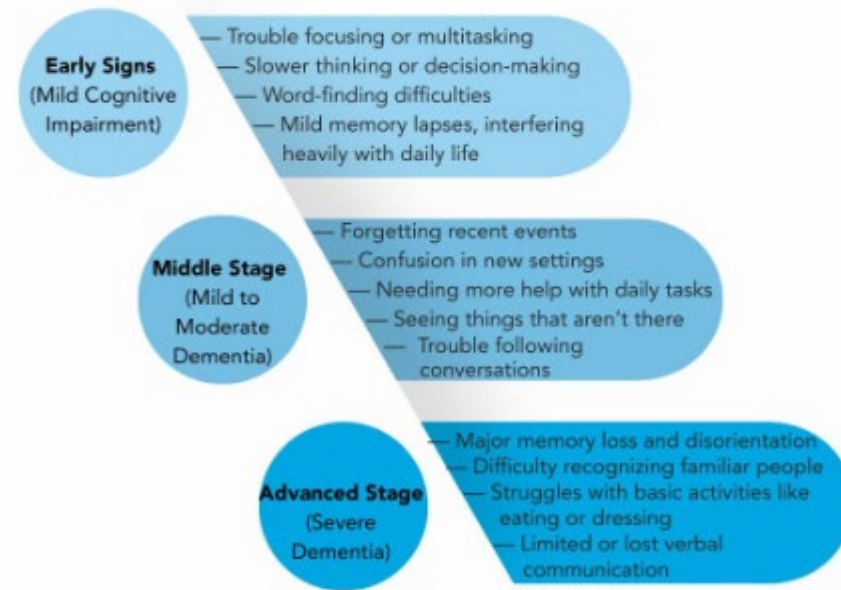 Early Signs
(Mild Cognitive
Impairment)
— Trouble focusing or multitasking
— Slower thinking or decision-making
— Word-finding difficulties
— Mild memory lapses, interfering
heavily with daily life
Middle Stage
(Mild to
Moderate
Dementia)
— Forgetting recent events
— Confusion in new settings
— Needing more help with daily tasks
— Seeing things that aren't there
— Trouble following
conversations
Advanced Stage
(Severe
Dementia)
— Major memory loss and disorientation
— Difficulty recognizing familiar people
— Struggles with basic activities like
eating or dressing
— Limited or lost verbal
communication